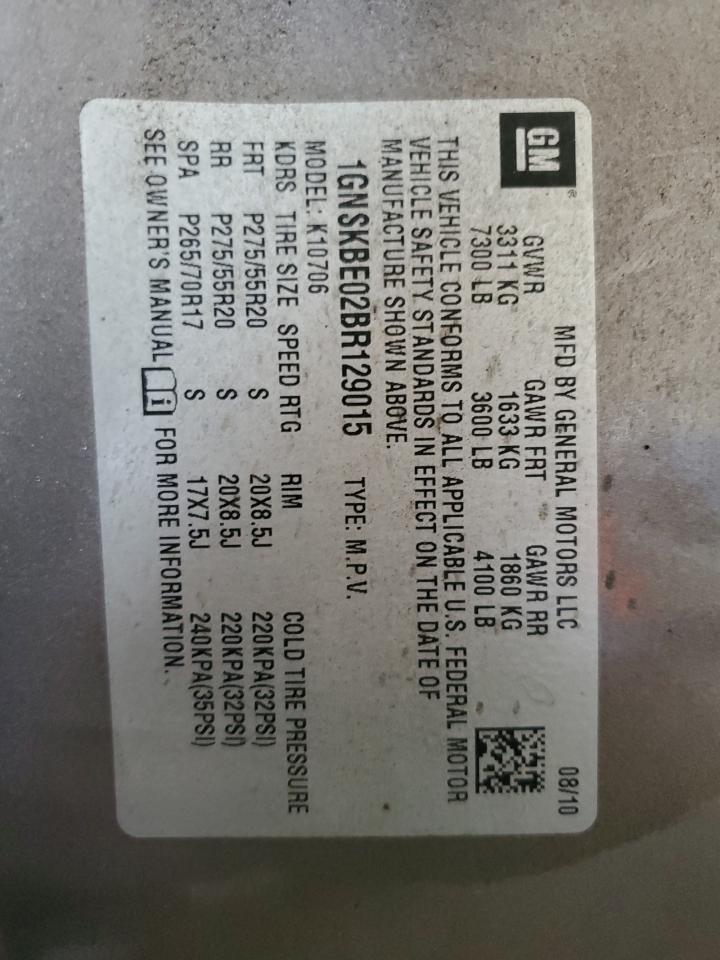 GM®
MFD BY GENERAL MOTORS LLC 08/10
GVWR GAWR FRT GAWR RR
3311 KG 1633 KG 1860 KG
7300 LB 3600 LB 4100 LB
THIS VEHICLE CONFORMS TO ALL APPLICABLE U.S. FEDERAL MOTOR
VEHICLE SAFETY STANDARDS IN EFFECT ON THE DATE OF
MANUFACTURE SHOWN ABOVE.
1GNSKBE02BR129015 TYPE: M.P.V.
MODEL: K10706
KDRS TIRE SIZE SPEED RTG RIM COLD TIRE PRESSURE
FRT P275/55R20 S 20X8.5J 220KPA(32PSI)
RR P275/55R20 S 20X8.5J 220KPA(32PSI)
SPA P265/70R17 S 17X7.5J 240KPA(35PSI)
SEE OWNER'S MANUAL i FOR MORE INFORMATION.